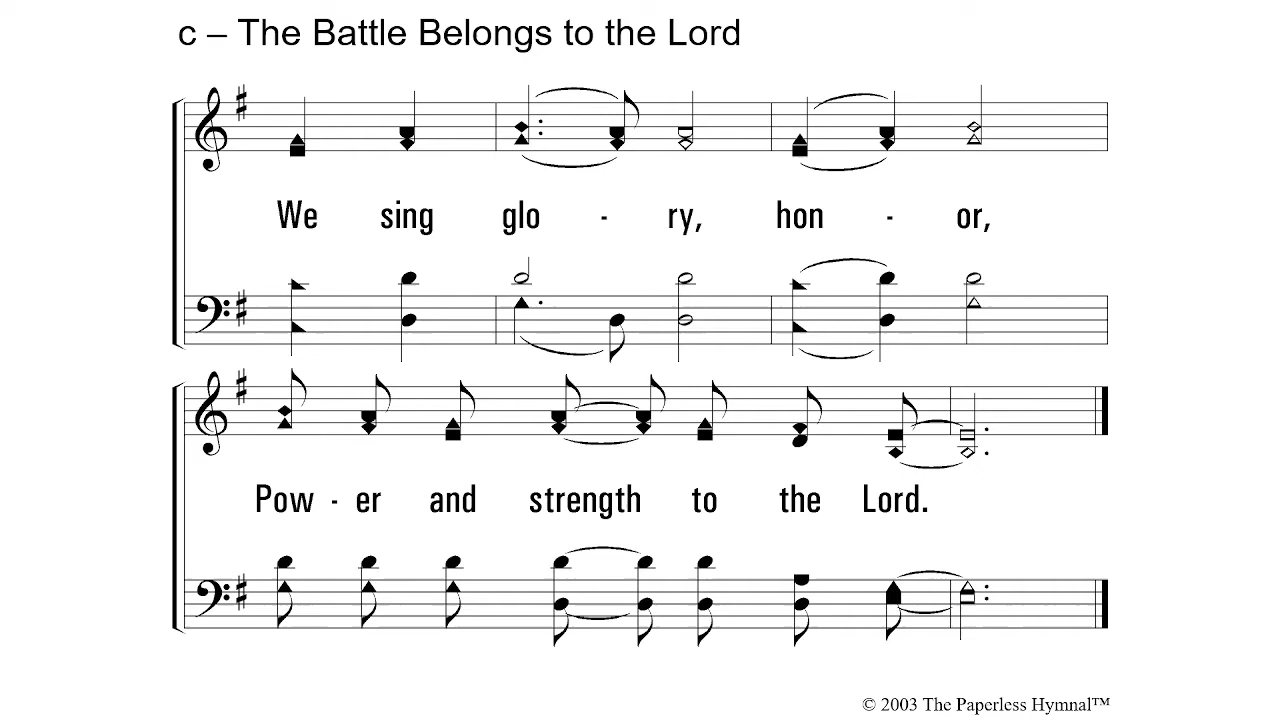 c – The Battle Belongs to the Lord
We sing glo - ry, hon - or,
Pow - er and strength to the Lord.
© 2003 The Paperless Hymnal™